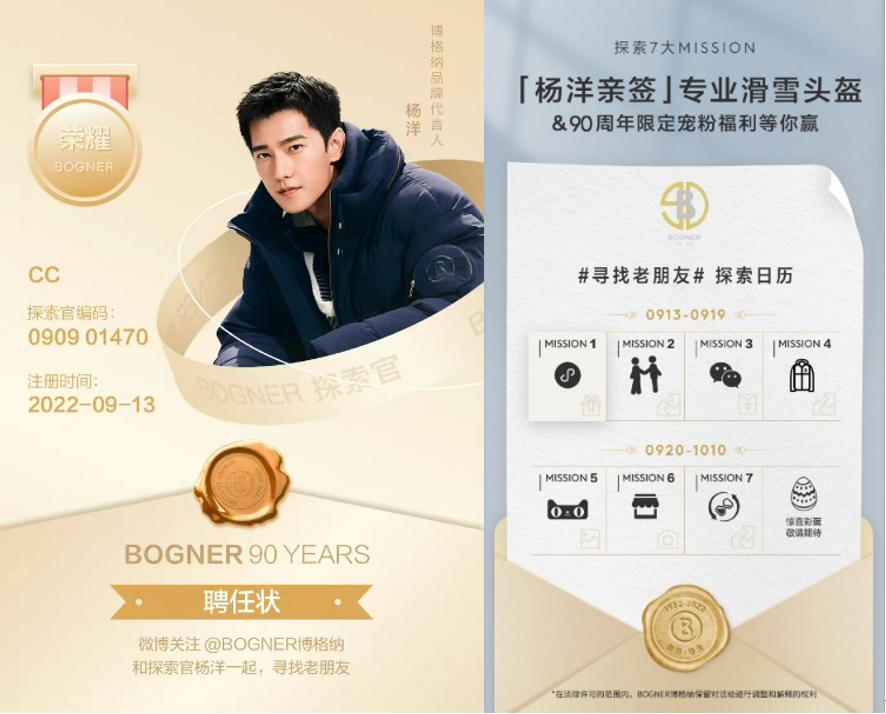 博格纳品牌代言人
杨洋
荣耀
BOGNER
CC
探索官编码：
0909 01470
注册时间：
2022-09-13
BOGNER 探索官
BOGNER 90 YEARS
聘任状
微博关注 @BOGNER博格纳
和探索官杨洋一起，寻找老朋友
探索7大MISSION
「杨洋亲签」专业滑雪头盔
&90周年限定宠粉福利等你赢
BOGNER
#寻找老朋友# 探索日历
0913-0919
MISSION 1
MISSION 2
MISSION 3
MISSION 4
0920-1010
MISSION 5
MISSION 6
MISSION 7
惊喜彩蛋
敬请期待
1932-2022
*在法律许可的范围内，BOGNER博格纳保留对活动进行调整和解释的权利